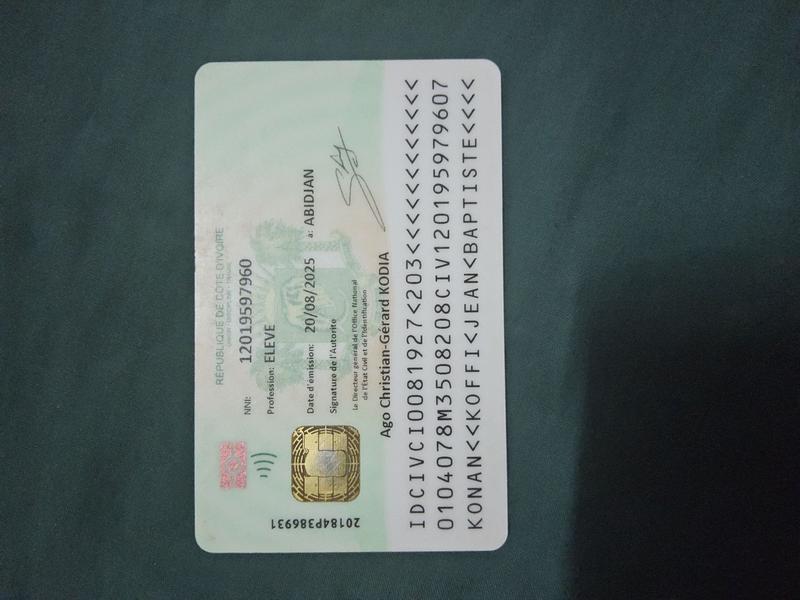 RÉPUBLIQUE DE CÔTE D'IVOIRE
NNI: 12019597960
Profession: ELEVE
Date d'émission: 20/08/2025 à: ABIDJAN
Signature de l'Autorité
Le Directeur général de l'Office National
de l'Etat Civil et de l'Identification
Ago Christian-Gérard KODIA
20184P386931
IDCIVCI0081927<203<<<<<<<<<<<<
0104078M3508208CIV120195979607
KONAN<<KOFFI<JEAN<BAPTISTE<<<<